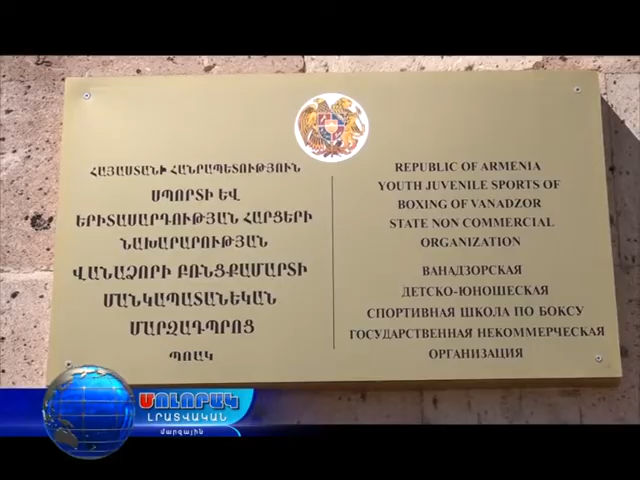 ՀԱՅԱՍՏԱՆԻ ՀԱՆՐԱՊԵՏՈՒԹՅՈՒՆ
ՍՊՈՐՏԻ ԵՎ
ԵՐԻՏԱՍԱՐԴՈՒԹՅԱՆ ՀԱՐՑԵՐԻ
ՆԱԽԱՐԱՐՈՒԹՅԱՆ
ՎԱՆԱՁՈՐԻ ԲՌՆՑՔԱՄԱՐՏԻ
ՄԱՆԿԱՊԱՏԱՆԵԿԱՆ
ՄԱՐԶԱԴՊՐՈՑ
ՊՈԱԿ
REPUBLIC OF ARMENIA
YOUTH JUVENILE SPORTS OF
BOXING OF VANADZOR
STATE NON COMMERCIAL
ORGANIZATION
ВАНАДЗОРСКАЯ
ДЕТСКО-ЮНОШЕСКАЯ
СПОРТИВНАЯ ШКОЛА ПО БОКСУ
ГОСУДАРСТВЕННАЯ НЕКОММЕРЧЕСКАЯ
ОРГАНИЗАЦИЯ
ՄՈԼՈՐԱԿ
ԼՐԱՏՎԱԿԱՆ
մարզային